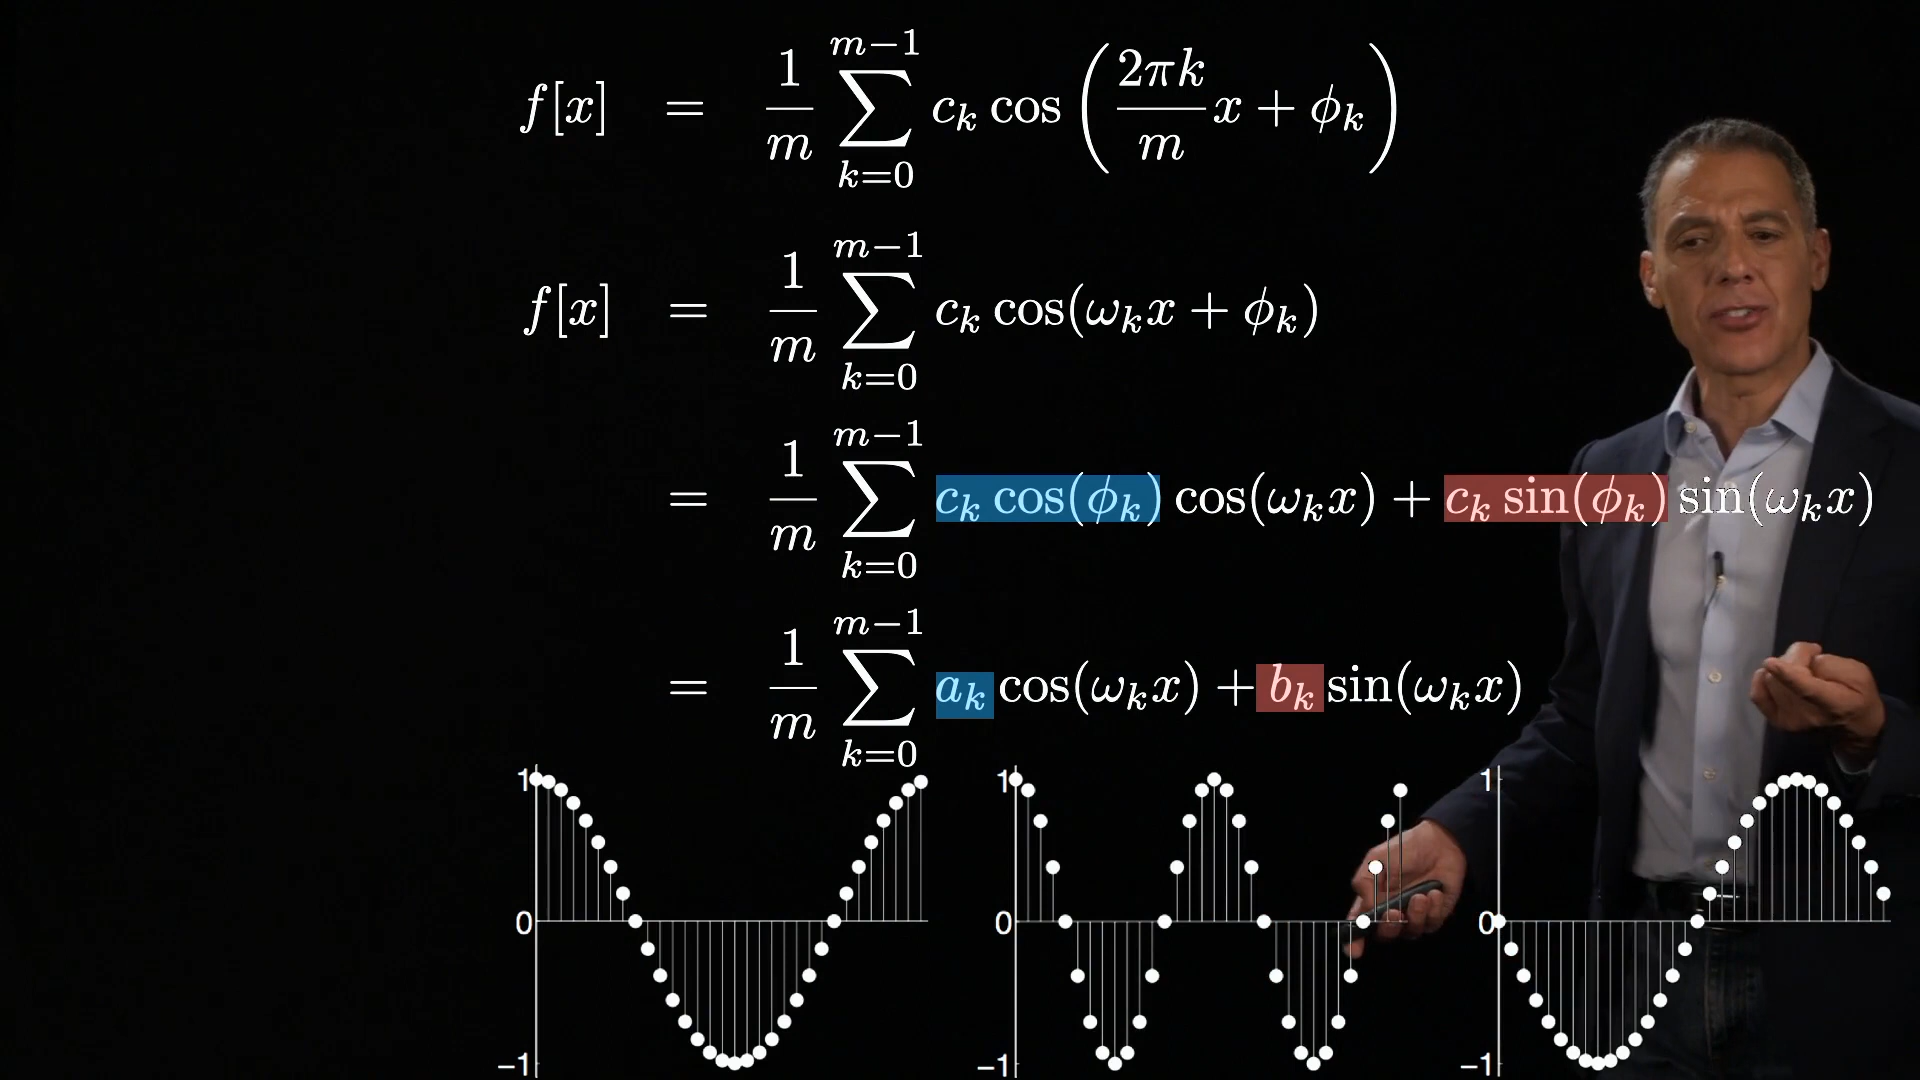 f[x] = 1/m ∑_{k=0}^{m−1} c_k cos(2πk/m x + ϕ_k)
f[x] = 1/m ∑_{k=0}^{m−1} c_k cos(ω_k x + ϕ_k)
= 1/m ∑_{k=0}^{m−1} c_k cos(ϕ_k) cos(ω_k x) + c_k sin(ϕ_k) sin(ω_k x)
= 1/m ∑_{k=0}^{m−1} a_k cos(ω_k x) + b_k sin(ω_k x)
1 1 1
0 0 0
−1 −1 −1